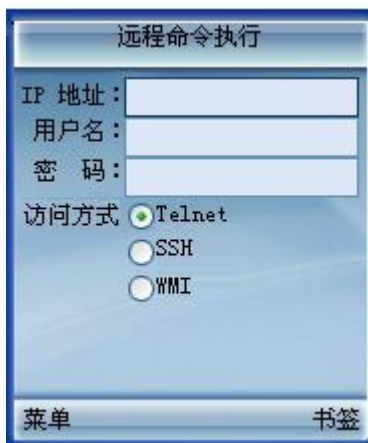 远程命令执行
IP 地址：
用户名：
密 码：
访问方式 Telnet
SSH
WMI
菜单 书签